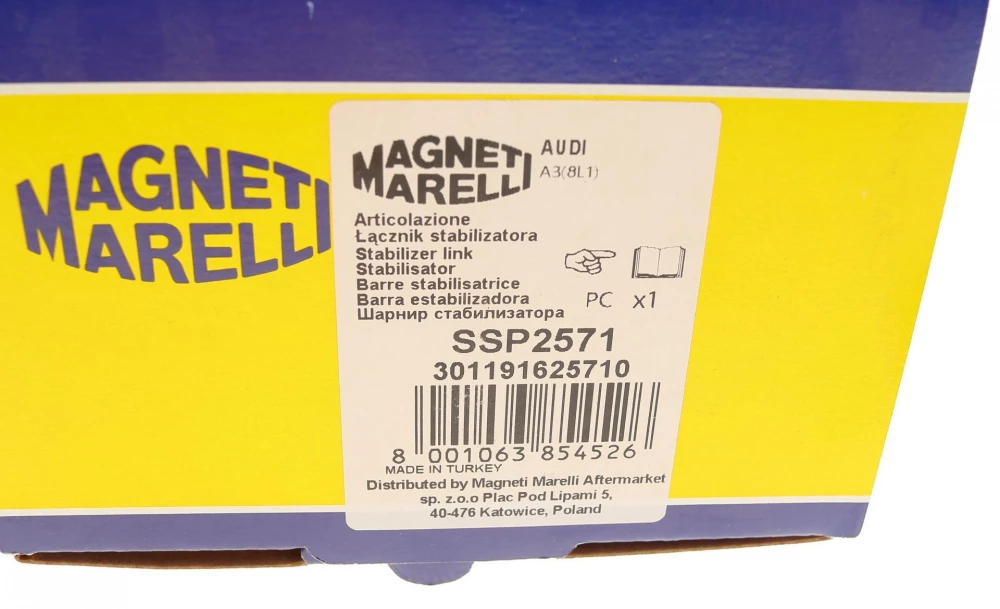 MAGNETI
MARELLI
MAGNETI
MARELLI
AUDI
A3(8L1)
Articolazione
Łącznik stabilizatora
Stabilizer link
Stabilisator
Barre stabilisatrice
Barra estabilizadora
Шарнир стабилизатора
PC x1
SSP2571
301191625710
8 001063 854526
MADE IN TURKEY
Distributed by Magneti Marelli Aftermarket
sp. z.o.o Plac Pod Lipami 5,
40-476 Katowice, Poland